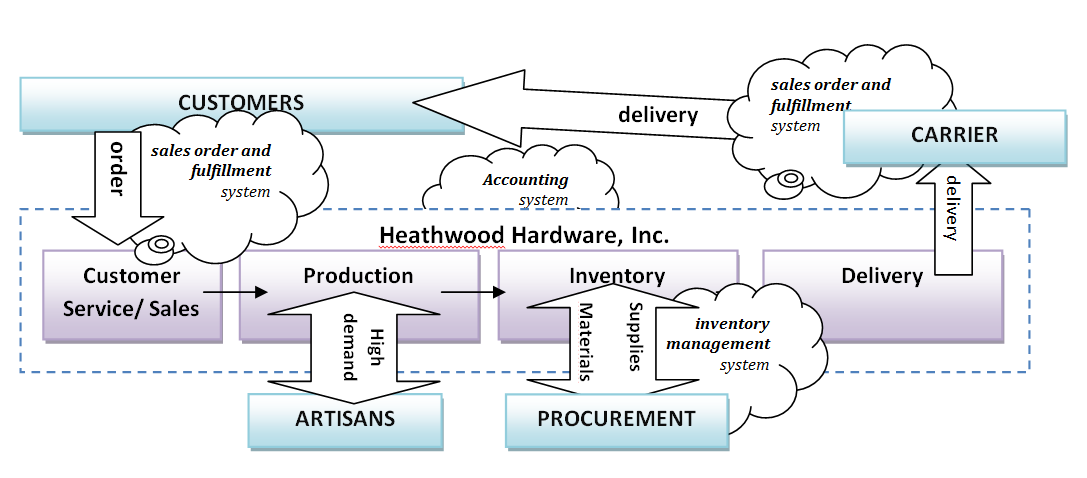 CUSTOMERS
order
sales order and
fulfillment
system
delivery
sales order and
fulfillment
system
CARRIER
delivery
Accounting
system
Heathwood Hardware, Inc.
Customer
Service/ Sales
Production
Inventory
Delivery
High
demand
Supplies
Materials
inventory
management
system
ARTISANS
PROCUREMENT